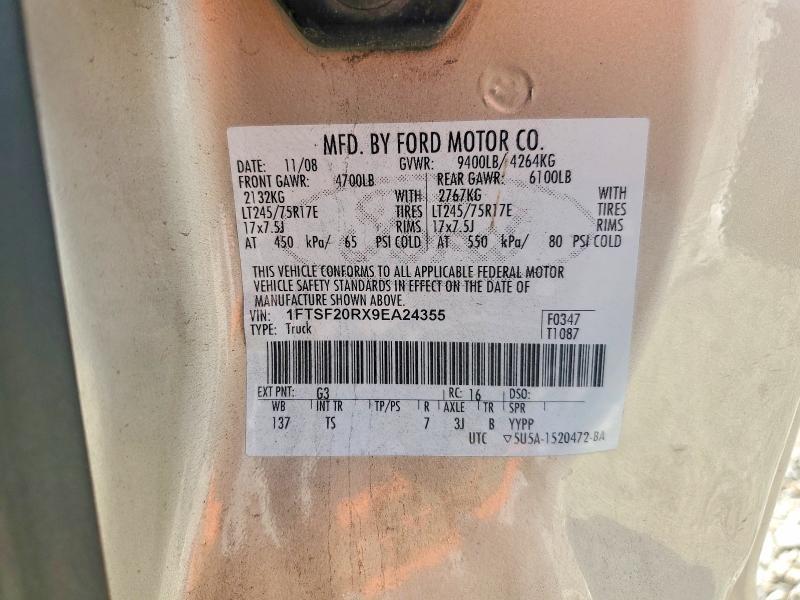 MFD. BY FORD MOTOR CO.
DATE: 11/08 GVWR: 9400LB/ 4264KG
FRONT GAWR: 4700LB REAR GAWR: 6100LB
2132KG WITH 2767KG WITH
LT245/75R17E TIRES LT245/75R17E TIRES
17x7.5J RIMS 17x7.5J RIMS
AT 450 kPa/ 65 PSI COLD AT 550 kPa/ 80 PSI COLD
THIS VEHICLE CONFORMS TO ALL APPLICABLE FEDERAL MOTOR
VEHICLE SAFETY STANDARDS IN EFFECT ON THE DATE OF
MANUFACTURE SHOWN ABOVE.
VIN: 1FTSF20RX9EA24355 F0347
TYPE: Truck T1087
EXT PNT: G3 RC: 16 DSO:
WB INT TR TP/PS R AXLE TR SPR
137 TS 7 3J B YYPP
UTC ▽5U5A-1520472-BA